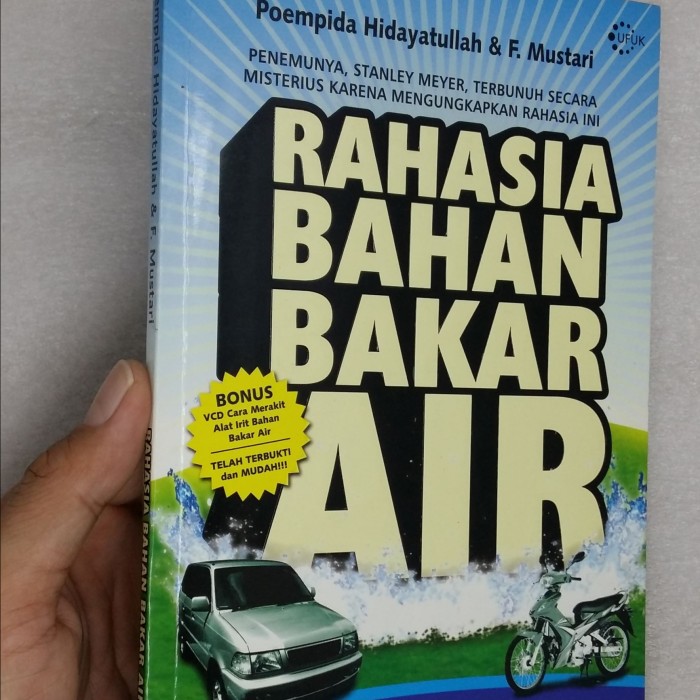 Poempida Hidayatullah & F. Mustari
UFUK
PENEMUNYA, STANLEY MEYER, TERBUNUH SECARA
MISTERIUS KARENA MENGUNGKAPKAN RAHASIA INI
RAHASIA
BAHAN
BAKAR
AIR
BONUS
VCD Cara Merakit
Alat Irit Bahan
Bakar Air
TELAH TERBUKTI
dan MUDAH!!!
Hidayatullah & F. Mustari
RAHASIA BAHAN BAKAR AIR